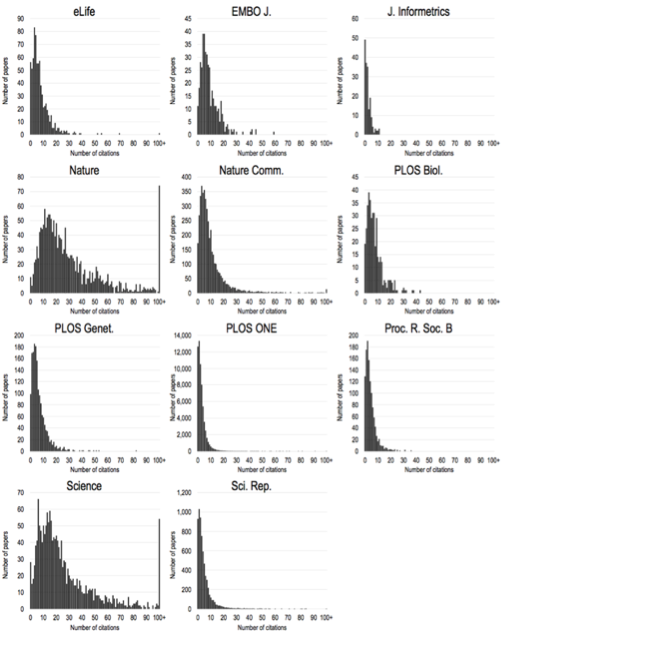 eLife
Number of papers
90
80
70
60
50
40
30
20
10
0
0 10 20 30 40 50 60 70 80 90 100+
Number of citations
EMBO J.
Number of papers
45
40
35
30
25
20
15
10
5
0
0 10 20 30 40 50 60 70 80 90 100+
Number of citations
J. Informetrics
Number of papers
60
50
40
30
20
10
0
0 10 20 30 40 50 60 70 80 90 100+
Number of citations
Nature
Number of papers
80
70
60
50
40
30
20
10
0
0 10 20 30 40 50 60 70 80 90 100+
Number of citations
Nature Comm.
Number of papers
400
350
300
250
200
150
100
50
0
0 10 20 30 40 50 60 70 80 90 100+
Number of citations
PLOS Biol.
Number of papers
45
40
35
30
25
20
15
10
5
0
0 10 20 30 40 50 60 70 80 90 100+
Number of citations
PLOS Genet.
Number of papers
200
180
160
140
120
100
80
60
40
20
0
0 10 20 30 40 50 60 70 80 90 100+
Number of citations
PLOS ONE
Number of papers
14,000
12,000
10,000
8,000
6,000
4,000
2,000
0
0 10 20 30 40 50 60 70 80 90 100+
Number of citations
Proc. R. Soc. B
Number of papers
200
180
160
140
120
100
80
60
40
20
0
0 10 20 30 40 50 60 70 80 90 100+
Number of citations
Science
Number of papers
70
60
50
40
30
20
10
0
0 10 20 30 40 50 60 70 80 90 100+
Number of citations
Sci. Rep.
Number of papers
1,200
1,000
800
600
400
200
0
0 10 20 30 40 50 60 70 80 90 100+
Number of citations